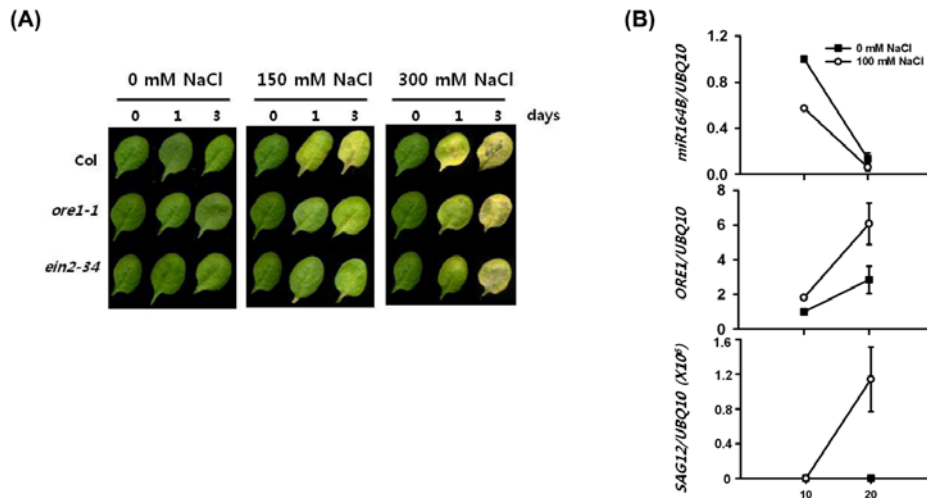 (A)
0 mM NaCl 150 mM NaCl 300 mM NaCl
0 1 3 0 1 3 0 1 3 days
Col
ore1-1
ein2-34
(B)
miR164B/UBQ10
1.2
0.8
0.4
0.0
0 mM NaCl
100 mM NaCl
ORE1/UBQ10
8
6
4
2
0
SAG12/UBQ10 (X10⁶)
1.6
1.2
0.8
0.4
0
10 20